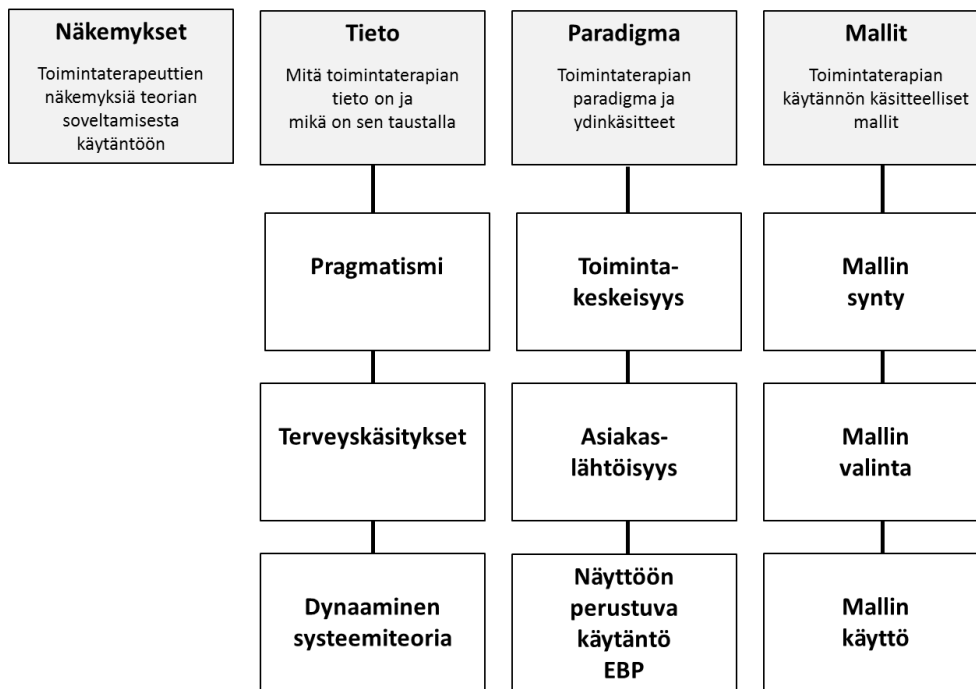 Näkemykset
Toimintaterapeuttien
näkemyksiä teorian
soveltamisesta
käytäntöön
Tieto
Mitä toimintaterapian
tieto on ja
mikä on sen taustalla
Pragmatismi
Terveyskäsitykset
Dynaaminen
systeemiteoria
Paradigma
Toimintaterapian
paradigma ja
ydinkäsitteet
Toiminta-
keskeisyys
Asiakas-
lähtöisyys
Näyttöön
perustuva
käytäntö
EBP
Mallit
Toimintaterapian
käytännön käsitteelliset
mallit
Mallin
synty
Mallin
valinta
Mallin
käyttö